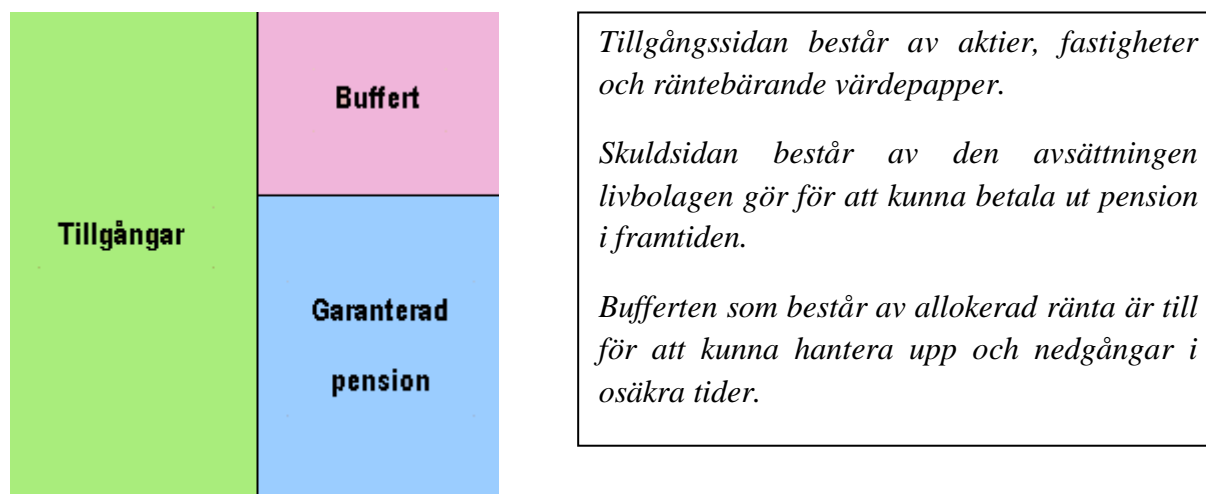 Buffert
Tillgångar
Garanterad
pension
Tillgångssidan består av aktier, fastigheter
och räntebärande värdepapper.
Skuldsidan består av den avsättningen
livbolagen gör för att kunna betala ut pension
i framtiden.
Bufferten som består av allokerad ränta är till
för att kunna hantera upp och nedgångar i
osäkra tider.